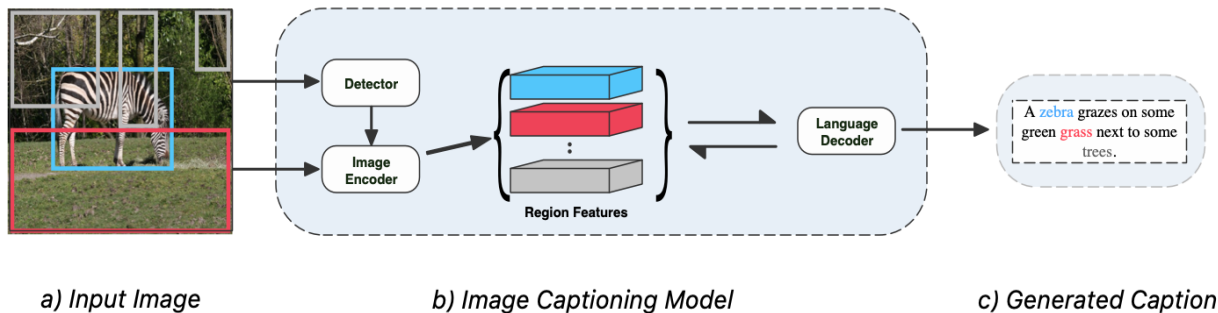 Detector
Image
Encoder
Region Features
:
Language
Decoder
A zebra grazes on some
green grass next to some
trees.
a) Input Image
b) Image Captioning Model
c) Generated Caption